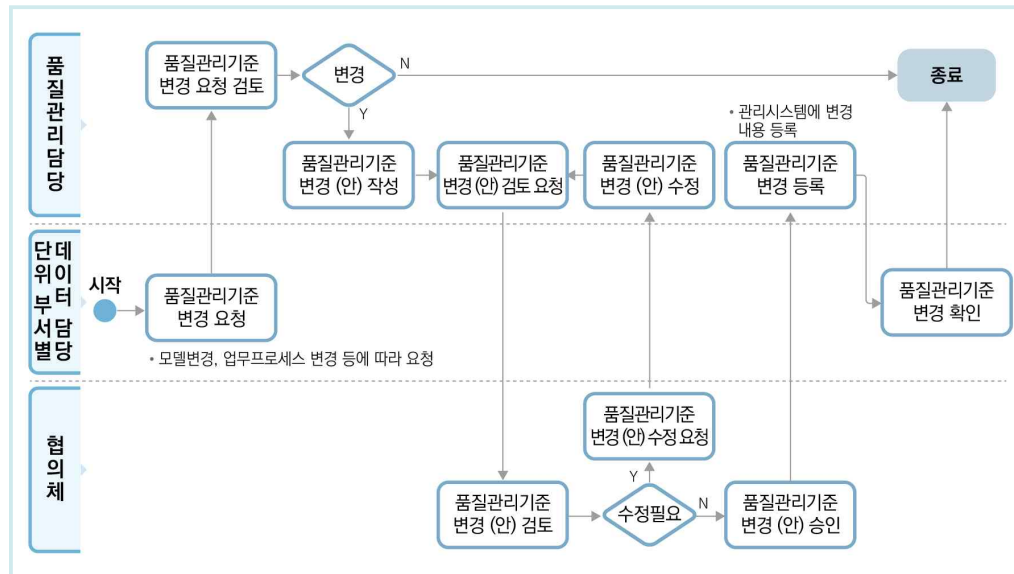 품질관리담당
품질관리기준
변경 요청 검토
변경
N
종료
Y
• 관리시스템에 변경
내용 등록
품질관리기준
변경 (안) 작성
품질관리기준
변경 (안) 검토 요청
품질관리기준
변경 (안) 수정
품질관리기준
변경 등록
단위 부서별
데이터 담당
시작
품질관리기준
변경 요청
품질관리기준
변경 확인
• 모델변경, 업무프로세스 변경 등에 따라 요청
협의체
품질관리기준
변경 (안) 수정 요청
Y
품질관리기준
변경 (안) 검토
수정필요
N
품질관리기준
변경 (안) 승인